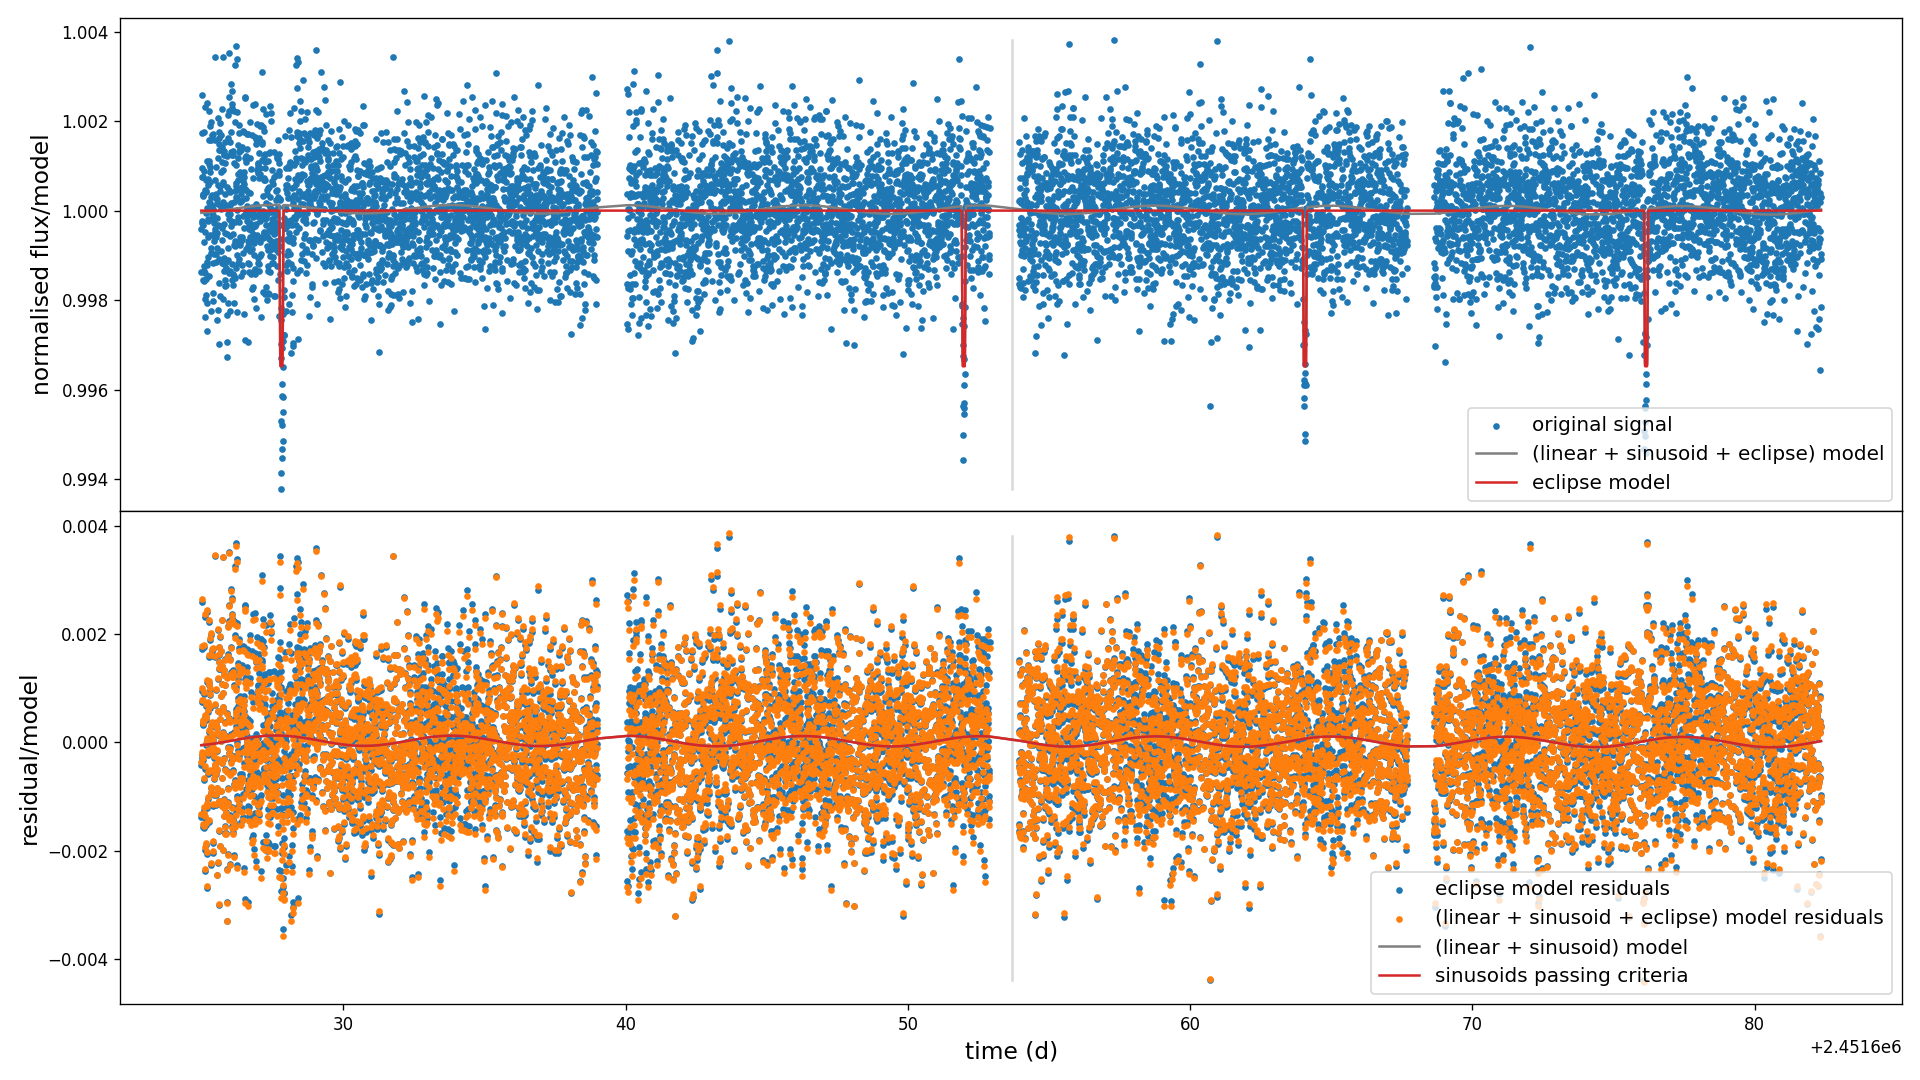 1.004
1.002
1.000
0.998
0.996
0.994
normalised flux/model
original signal
(linear + sinusoid + eclipse) model
eclipse model
0.004
0.002
0.000
−0.002
−0.004
residual/model
eclipse model residuals
(linear + sinusoid + eclipse) model residuals
(linear + sinusoid) model
sinusoids passing criteria
30 40 50 60 70 80
time (d)
+2.4516e6